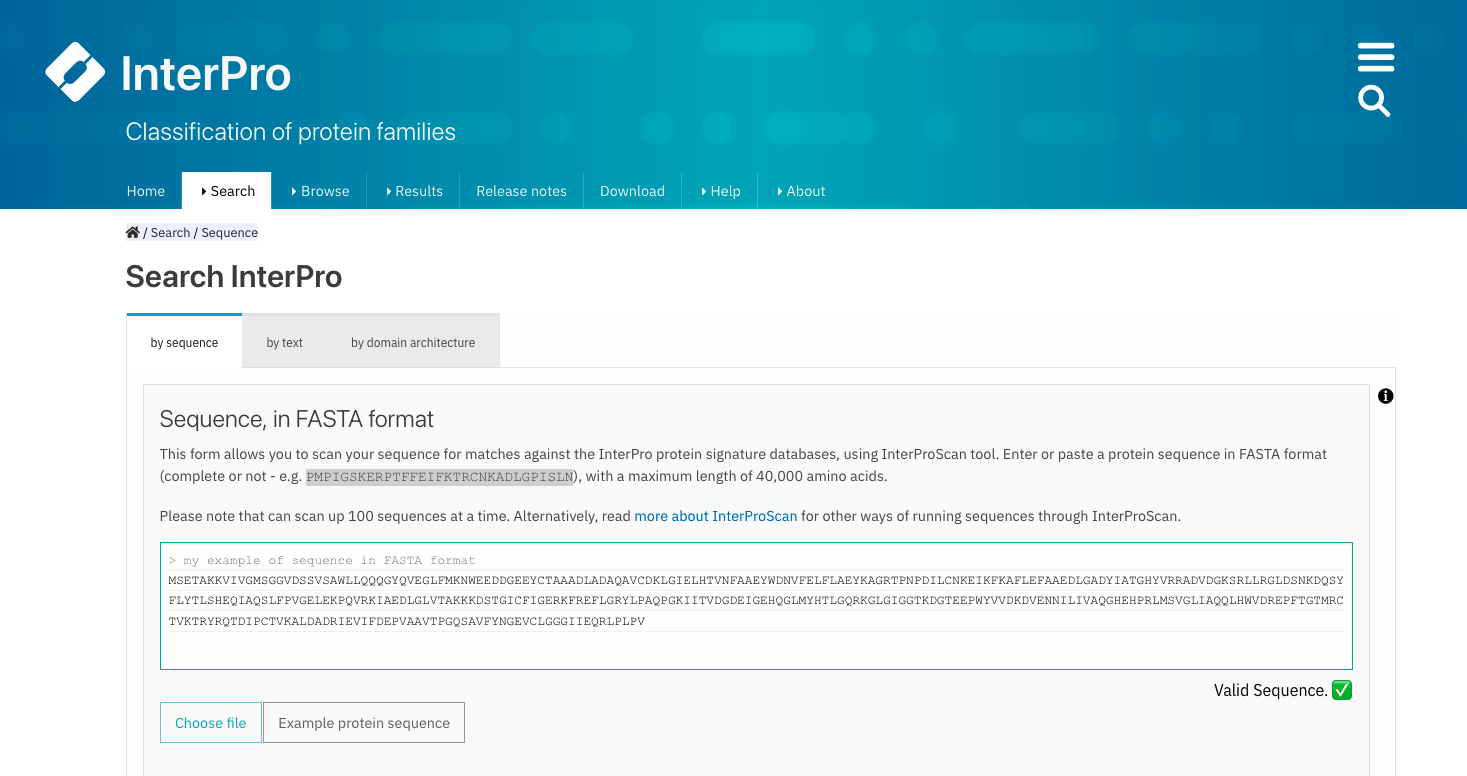 InterPro
Classification of protein families
Home Search Browse Results Release notes Download Help About
/ Search / Sequence
Search InterPro
by sequence by text by domain architecture
Sequence, in FASTA format
This form allows you to scan your sequence for matches against the InterPro protein signature databases, using InterProScan tool. Enter or paste a protein sequence in FASTA format
(complete or not - e.g. PMPIGSKERPTFFEIFKTRCNKADLGPISLN), with a maximum length of 40,000 amino acids.
Please note that can scan up 100 sequences at a time. Alternatively, read more about InterProScan for other ways of running sequences through InterProScan.
> my example of sequence in FASTA format
MSETAKKVIVGMSGGVDSSVSAWLLQQQGYQVEGLFMKNWEEDDGEEYCTAAADLADAQAVCDKLGIELHTVNFAAEYWDNVFELFLAEYKAGRTPNPDILCNKEIKFKAFLEFAAEDLGADYIATGHYVRRADVDGKSRLLRGLDSNKDQSY
FLYTLSHEQIAQSLFPVGELEKPQVRKIAEDLGLVTAKKKDSTGICFIGERKFREFLGRYLPAQPGKIITVDGDEIGEHQGLMYHTLGQRKGLGIGGTKDGTEEPWYVVDKDVENNILIVAQGHEHPRLMSVGLIAQQLHWVDREPFTGTMRC
TVKTRYRQTDIPCTVKALDADRIEVIFDEPVAAVTPGQSAVFYNGEVCLGGGIIEQRLPLPV
Valid Sequence.
Choose file Example protein sequence